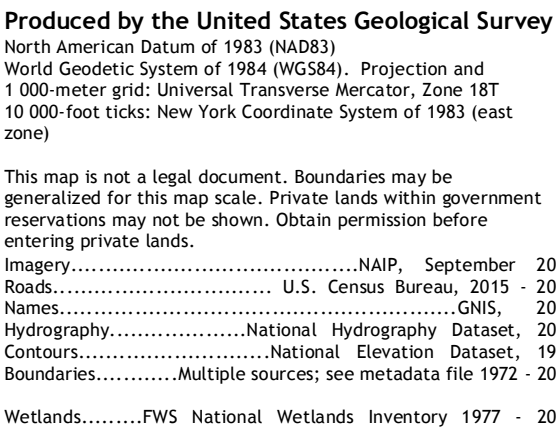 Produced by the United States Geological Survey
North American Datum of 1983 (NAD83)
World Geodetic System of 1984 (WGS84). Projection and
1 000-meter grid: Universal Transverse Mercator, Zone 18T
10 000-foot ticks: New York Coordinate System of 1983 (east
zone)
This map is not a legal document. Boundaries may be
generalized for this map scale. Private lands within government
reservations may not be shown. Obtain permission before
entering private lands.
Imagery..........................................NAIP, September 20
Roads................................ U.S. Census Bureau, 2015 - 20
Names....................................................GNIS, 20
Hydrography....................National Hydrography Dataset, 20
Contours............................National Elevation Dataset, 19
Boundaries............Multiple sources; see metadata file 1972 - 20
Wetlands.........FWS National Wetlands Inventory 1977 - 20